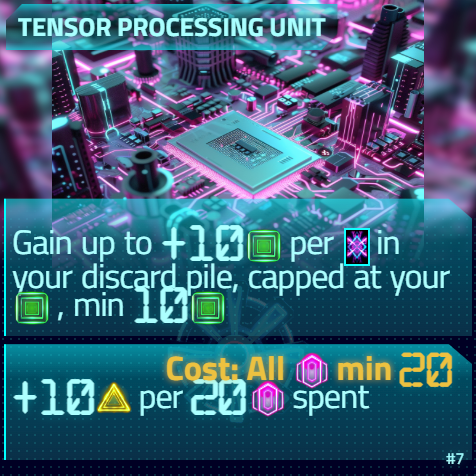 TENSOR PROCESSING UNIT
Gain up to +10 per in
your discard pile, capped at your
, min 10
Cost: All min 20
+10 per 20 spent
#7